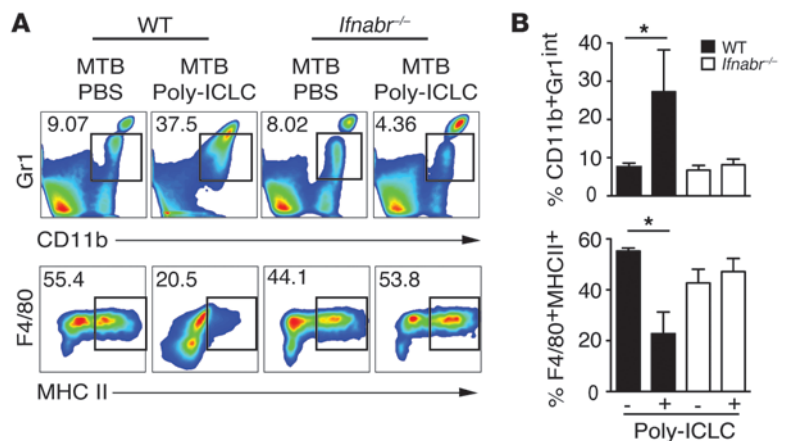 A
WT
Ifnabr–/–
MTB PBS
MTB Poly-ICLC
MTB PBS
MTB Poly-ICLC
9.07
37.5
8.02
4.36
Gr1
CD11b
55.4
20.5
44.1
53.8
F4/80
MHC II
B
WT
Ifnabr–/–
*
% CD11b+Gr1int
40
30
20
10
0
*
% F4/80+MHCII+
60
40
20
0
- + - +
Poly-ICLC